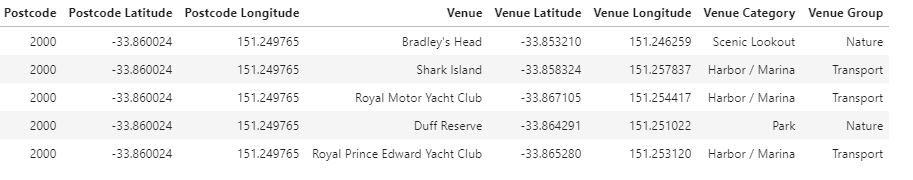 Postcode Postcode Latitude Postcode Longitude Venue Venue Latitude Venue Longitude Venue Category Venue Group
2000 -33.860024 151.249765 Bradley's Head -33.853210 151.246259 Scenic Lookout Nature
2000 -33.860024 151.249765 Shark Island -33.858324 151.257837 Harbor / Marina Transport
2000 -33.860024 151.249765 Royal Motor Yacht Club -33.867105 151.254417 Harbor / Marina Transport
2000 -33.860024 151.249765 Duff Reserve -33.864291 151.251022 Park Nature
2000 -33.860024 151.249765 Royal Prince Edward Yacht Club -33.865280 151.253120 Harbor / Marina Transport